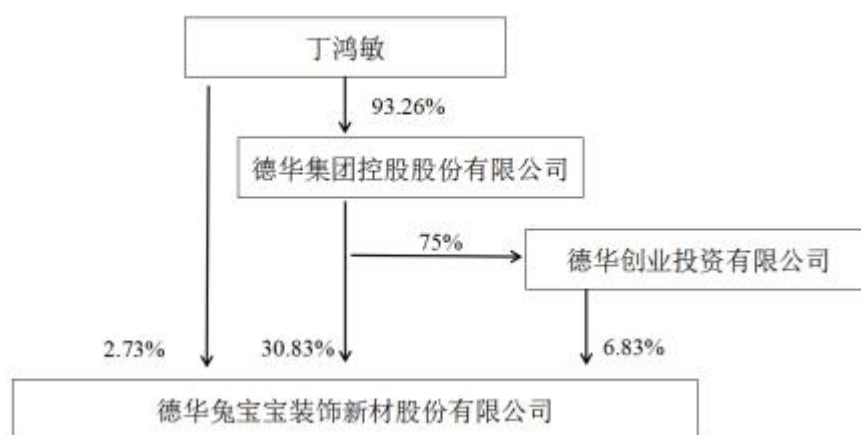 丁鸿敏
93.26%
德华集团控股股份有限公司
75%
德华创业投资有限公司
2.73%
30.83%
6.83%
德华兔宝宝装饰新材股份有限公司